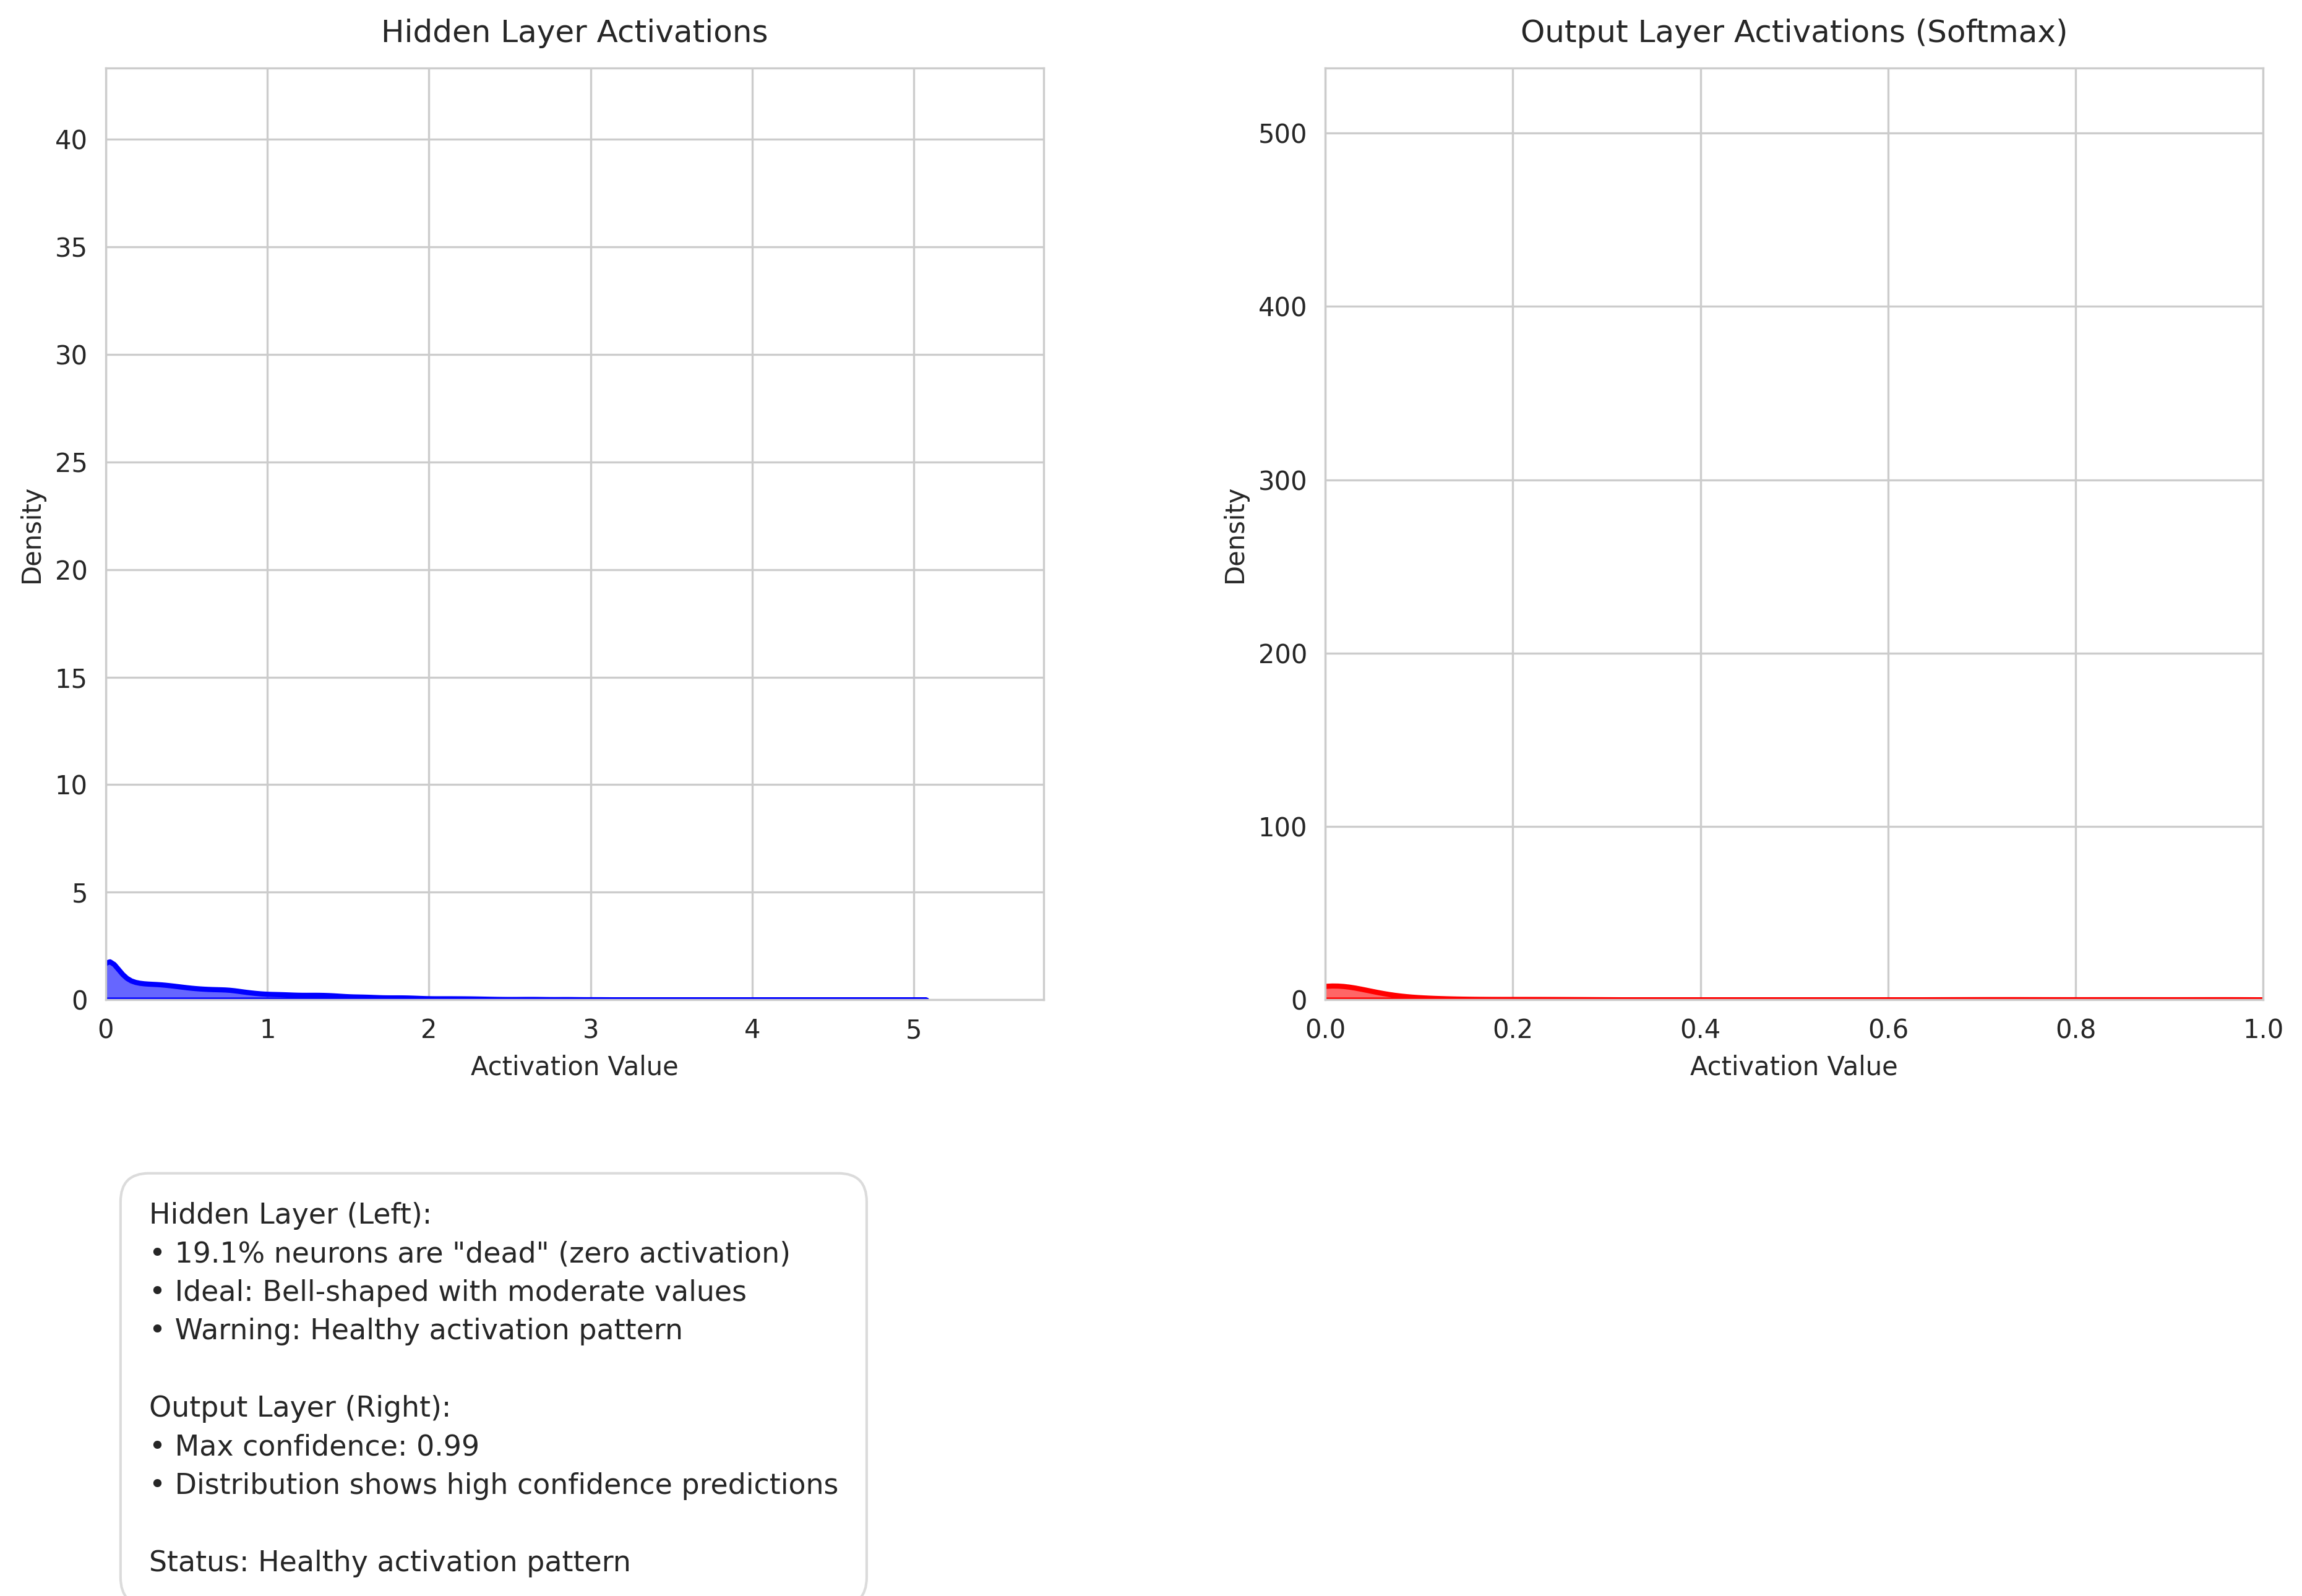 Hidden Layer Activations
40
35
30
25
20
15
10
5
0
Density
0 1 2 3 4 5
Activation Value
Output Layer Activations (Softmax)
500
400
300
200
100
0
Density
0.0 0.2 0.4 0.6 0.8 1.0
Activation Value
Hidden Layer (Left):
• 19.1% neurons are "dead" (zero activation)
• Ideal: Bell-shaped with moderate values
• Warning: Healthy activation pattern
Output Layer (Right):
• Max confidence: 0.99
• Distribution shows high confidence predictions
Status: Healthy activation pattern